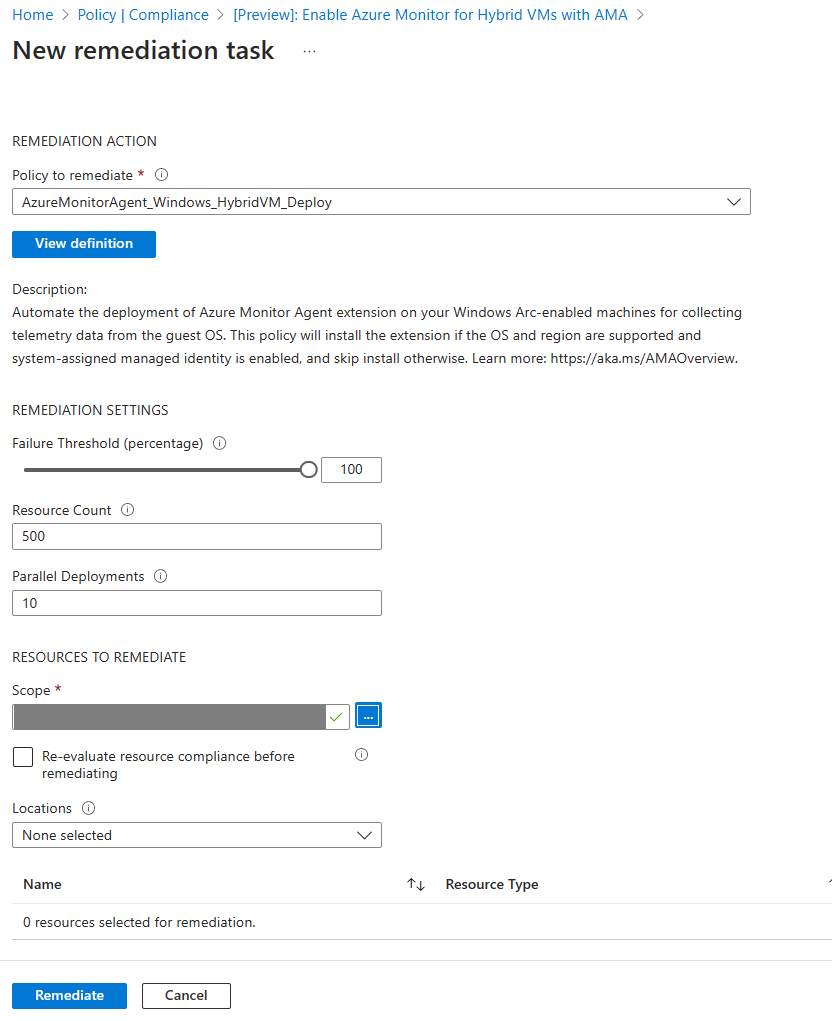 Home > Policy | Compliance > [Preview]: Enable Azure Monitor for Hybrid VMs with AMA >
New remediation task ...
REMEDIATION ACTION
Policy to remediate *
AzureMonitorAgent_Windows_HybridVM_Deploy
View definition
Description:
Automate the deployment of Azure Monitor Agent extension on your Windows Arc-enabled machines for collecting
telemetry data from the guest OS. This policy will install the extension if the OS and region are supported and
system-assigned managed identity is enabled, and skip install otherwise. Learn more: https://aka.ms/AMAOverview.
REMEDIATION SETTINGS
Failure Threshold (percentage)
100
Resource Count
500
Parallel Deployments
10
RESOURCES TO REMEDIATE
Scope *
...
Re-evaluate resource compliance before
remediating
Locations
None selected
Name Resource Type
0 resources selected for remediation.
Remediate Cancel